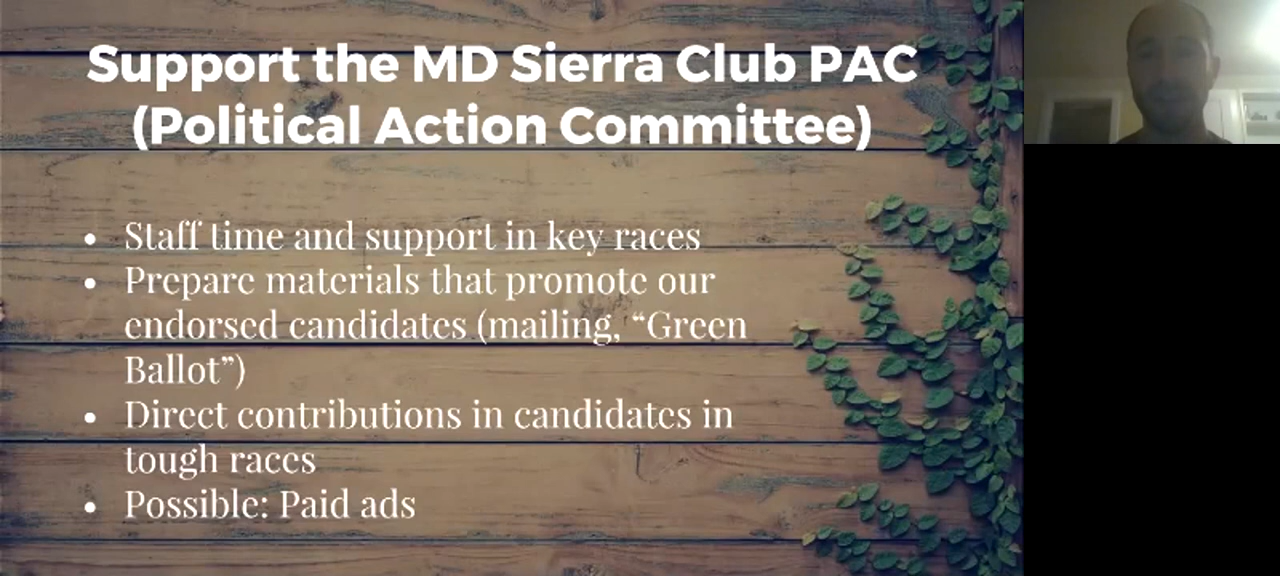 Support the MD Sierra Club PAC
(Political Action Committee)
• Staff time and support in key races
• Prepare materials that promote our
endorsed candidates (mailing, “Green
Ballot”)
• Direct contributions in candidates in
tough races
• Possible: Paid ads